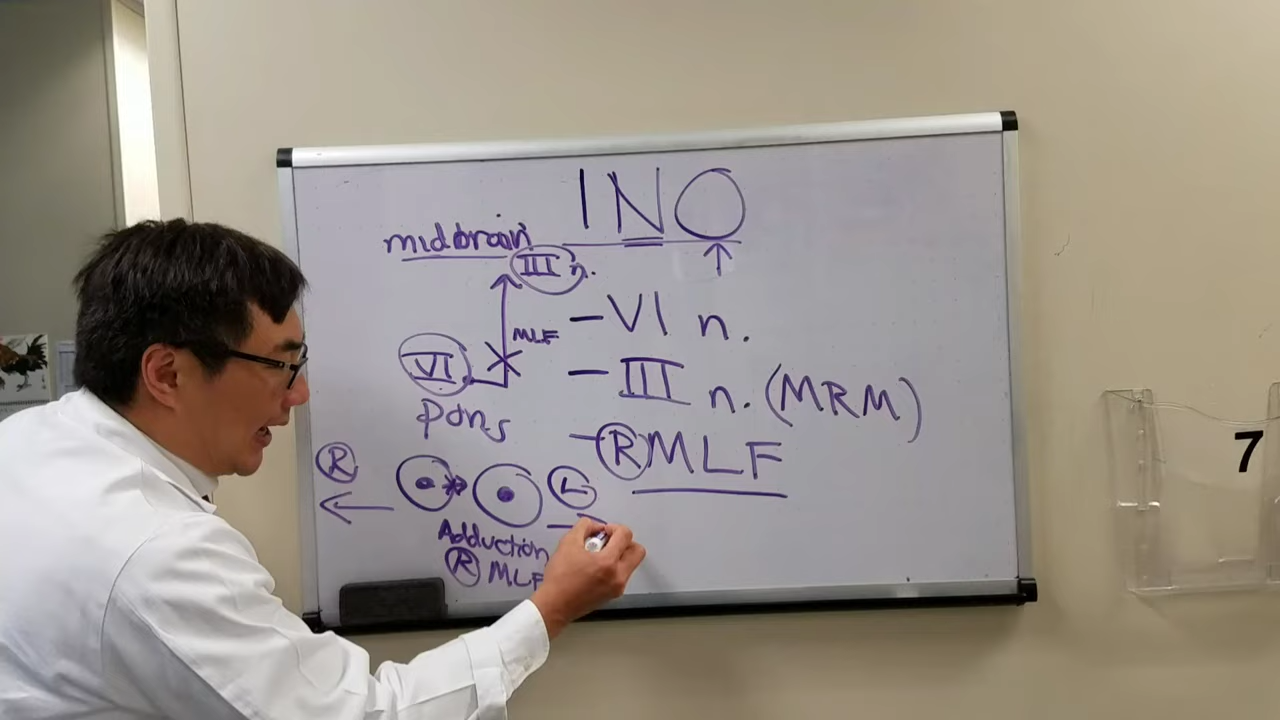 INO
midbrain
III n.
MLF
- VI n.
VI
- III n. (MRM)
Pons
- R MLF
R
L
Adduction
R MLF
7